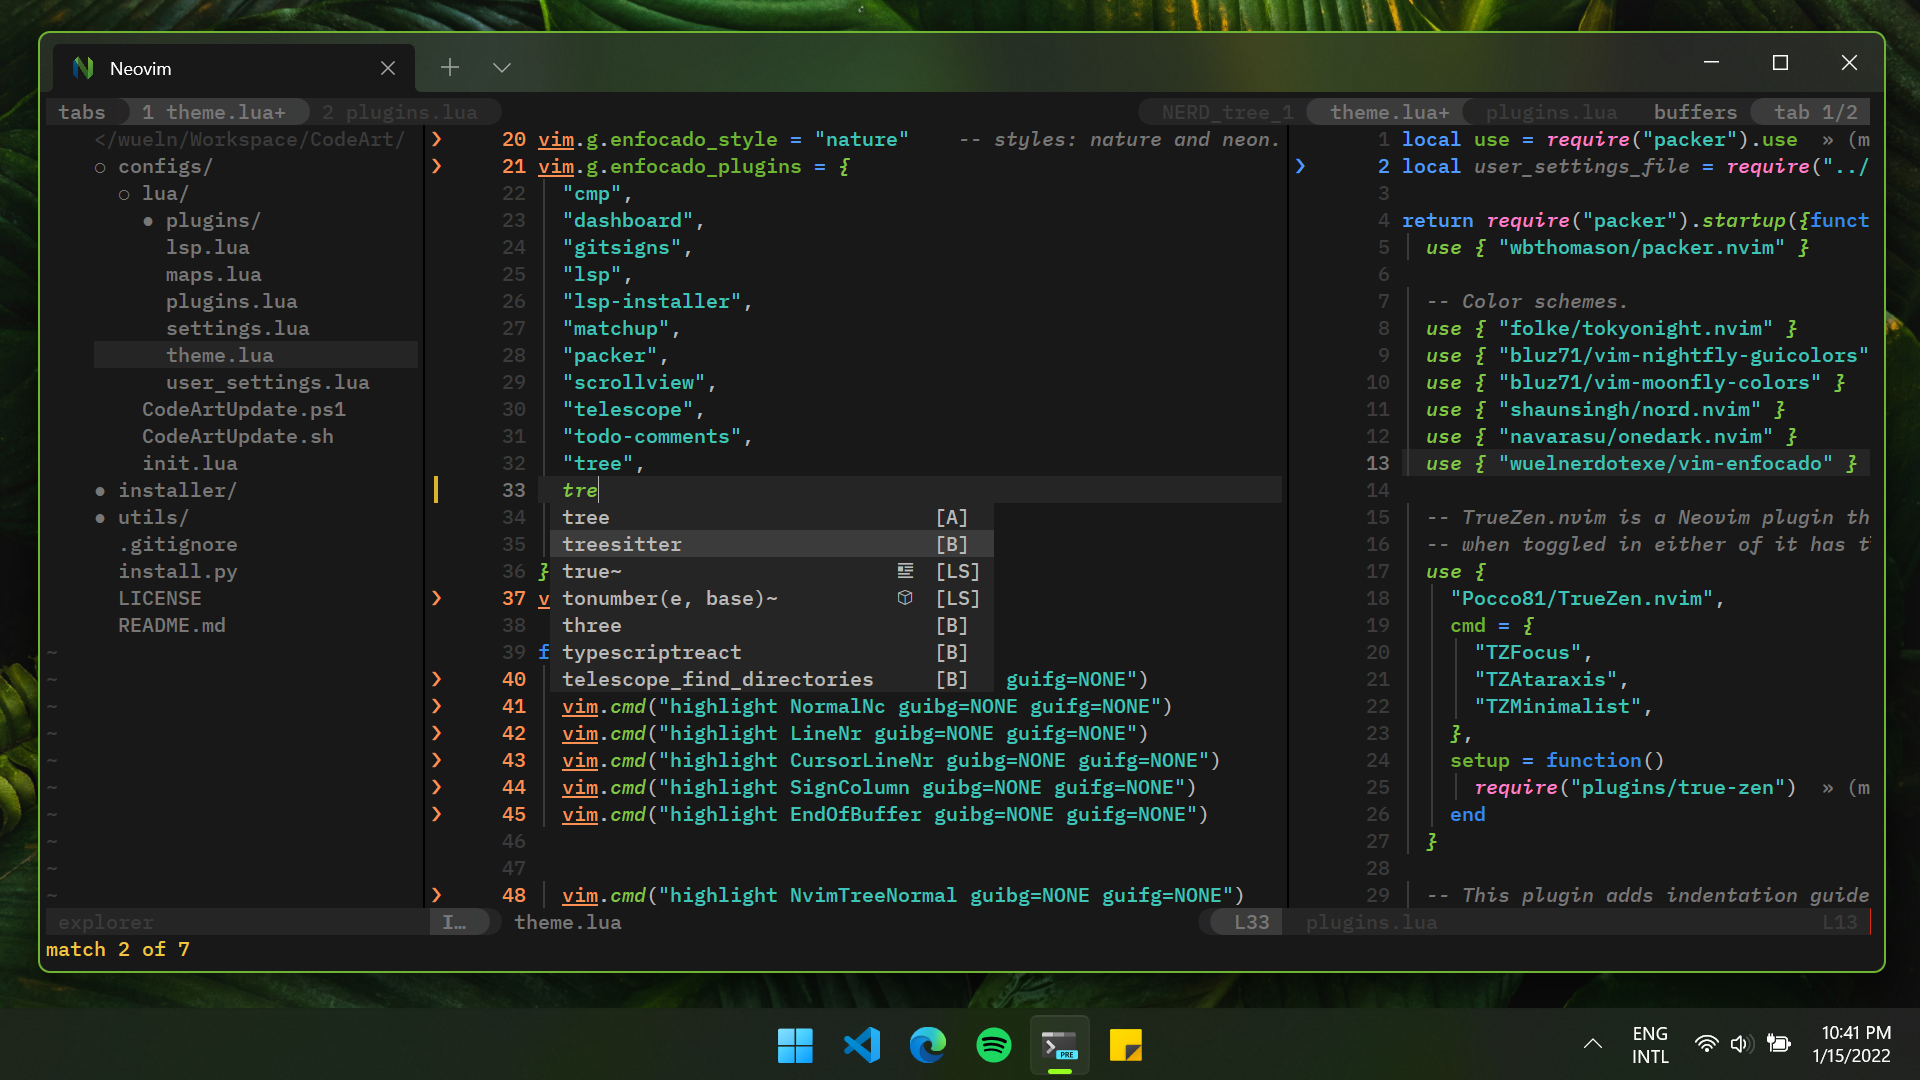 Neovim
tabs 1 theme.lua+ 2 plugins.lua NERD_tree_1 theme.lua+ plugins.lua buffers tab 1/2
</wueln/Workspace/CodeArt/
configs/
lua/
plugins/
lsp.lua
maps.lua
plugins.lua
settings.lua
theme.lua
user_settings.lua
CodeArtUpdate.ps1
CodeArtUpdate.sh
init.lua
installer/
utils/
.gitignore
install.py
LICENSE
README.md
~
~
~
~
~
~
~
~
~
~
explorer
❯ 20 vim.g.enfocado_style = "nature" -- styles: nature and neon.
❯ 21 vim.g.enfocado_plugins = {
22 "cmp",
23 "dashboard",
24 "gitsigns",
25 "lsp",
26 "lsp-installer",
27 "matchup",
28 "packer",
29 "scrollview",
30 "telescope",
31 "todo-comments",
32 "tree",
33 tre
34 tree [A]
35 treesitter [B]
36 } true~ [LS]
❯ 37 v tonumber(e, base)~ [LS]
38 three [B]
39 f typescriptreact [B]
❯ 40 telescope_find_directories [B] guifg=NONE")
❯ 41 vim.cmd("highlight NormalNc guibg=NONE guifg=NONE")
❯ 42 vim.cmd("highlight LineNr guibg=NONE guifg=NONE")
❯ 43 vim.cmd("highlight CursorLineNr guibg=NONE guifg=NONE")
❯ 44 vim.cmd("highlight SignColumn guibg=NONE guifg=NONE")
❯ 45 vim.cmd("highlight EndOfBuffer guibg=NONE guifg=NONE")
46
47
❯ 48 vim.cmd("highlight NvimTreeNormal guibg=NONE guifg=NONE")
I… theme.lua L33
1 local use = require("packer").use » (m
❯ 2 local user_settings_file = require("../
3
4 return require("packer").startup({funct
5 use { "wbthomason/packer.nvim" }
6
7 -- Color schemes.
8 use { "folke/tokyonight.nvim" }
9 use { "bluz71/vim-nightfly-guicolors"
10 use { "bluz71/vim-moonfly-colors" }
11 use { "shaunsingh/nord.nvim" }
12 use { "navarasu/onedark.nvim" }
13 use { "wuelnerdotexe/vim-enfocado" }
14
15 -- TrueZen.nvim is a Neovim plugin th
16 -- when toggled in either of it has t
17 use {
18 "Pocco81/TrueZen.nvim",
19 cmd = {
20 "TZFocus",
21 "TZAtaraxis",
22 "TZMinimalist",
23 },
24 setup = function()
25 require("plugins/true-zen") » (m
26 end
27 }
28
29 -- This plugin adds indentation guide
plugins.lua L13
match 2 of 7
PRE
ENG
INTL
10:41 PM
1/15/2022